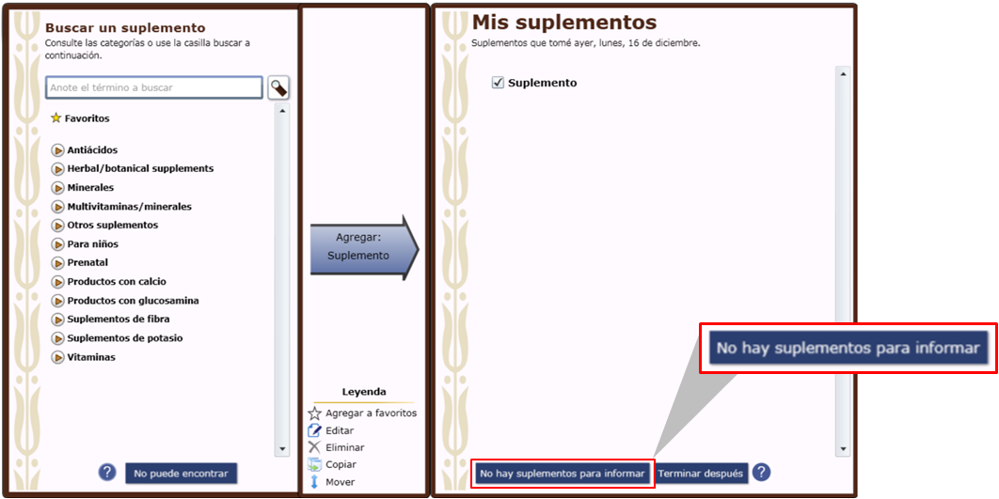 Buscar un suplemento
Consulte las categorías o use la casilla buscar a
continuación.
Anote el término a buscar
Favoritos
Antiácidos
Herbal/botanical supplements
Minerales
Multivitaminas/minerales
Otros suplementos
Para niños
Prenatal
Productos con calcio
Productos con glucosamina
Suplementos de fibra
Suplementos de potasio
Vitaminas
?
No puede encontrar
Agregar:
Suplemento
Leyenda
Agregar a favoritos
Editar
Eliminar
Copiar
Mover
Mis suplementos
Suplementos que tomé ayer, lunes, 16 de diciembre.
Suplemento
No hay suplementos para informar
No hay suplementos para informar
Terminar después
?